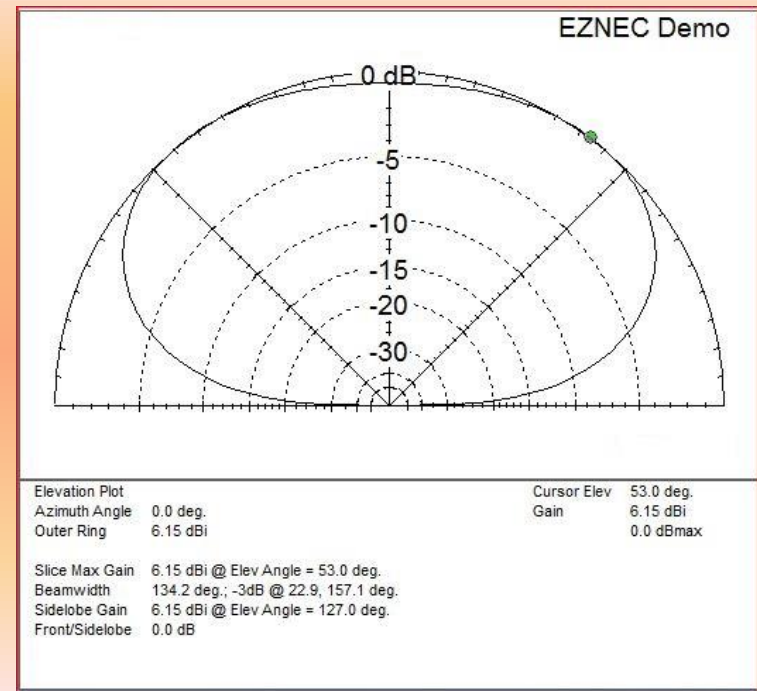 EZNEC Demo
0 dB
-5
-10
-15
-20
-30
Elevation Plot
Azimuth Angle 0.0 deg.
Outer Ring 6.15 dBi
Cursor Elev 53.0 deg.
Gain 6.15 dBi
0.0 dBmax
Slice Max Gain 6.15 dBi @ Elev Angle = 53.0 deg.
Beamwidth 134.2 deg.; -3dB @ 22.9, 157.1 deg.
Sidelobe Gain 6.15 dBi @ Elev Angle = 127.0 deg.
Front/Sidelobe 0.0 dB